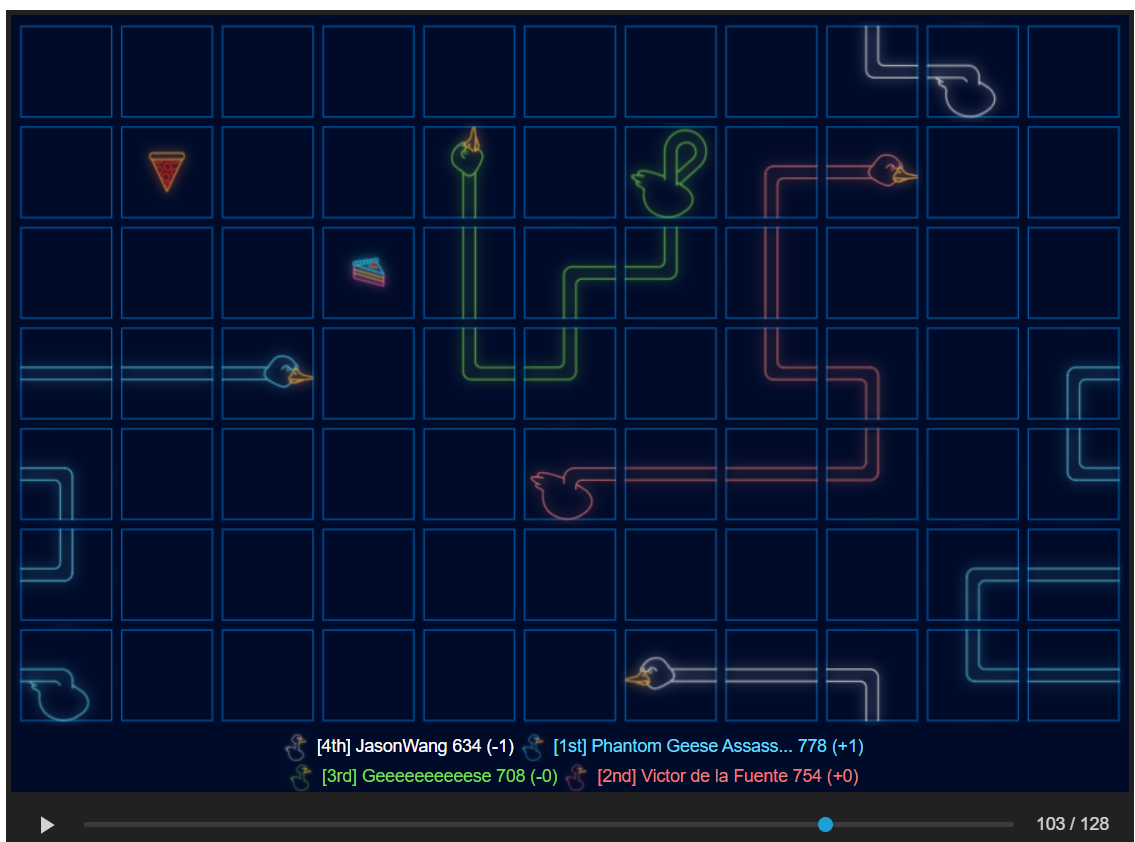 [4th] JasonWang 634 (-1) [1st] Phantom Geese Assass... 778 (+1)
[3rd] Geeeeeeeeeese 708 (-0) [2nd] Victor de la Fuente 754 (+0)
103 / 128